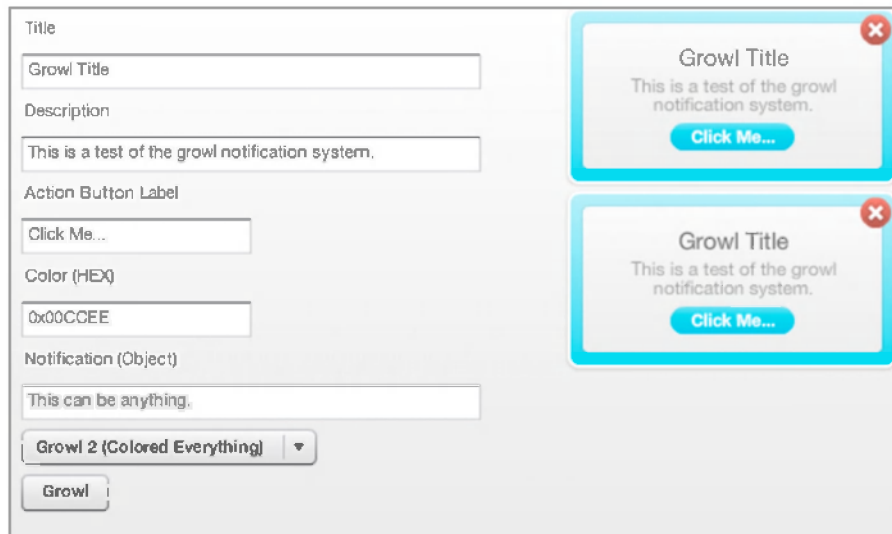 Title
Growl Title
Description
This is a test of the growl notification system.
Action Button Label
Click Me...
Color (HEX)
0x00CCEE
Notification (Object)
This can be anything.
Growl 2 (Colored Everything)
Growl
Growl Title
This is a test of the growl
notification system.
Click Me...
Growl Title
This is a test of the growl
notification system.
Click Me...